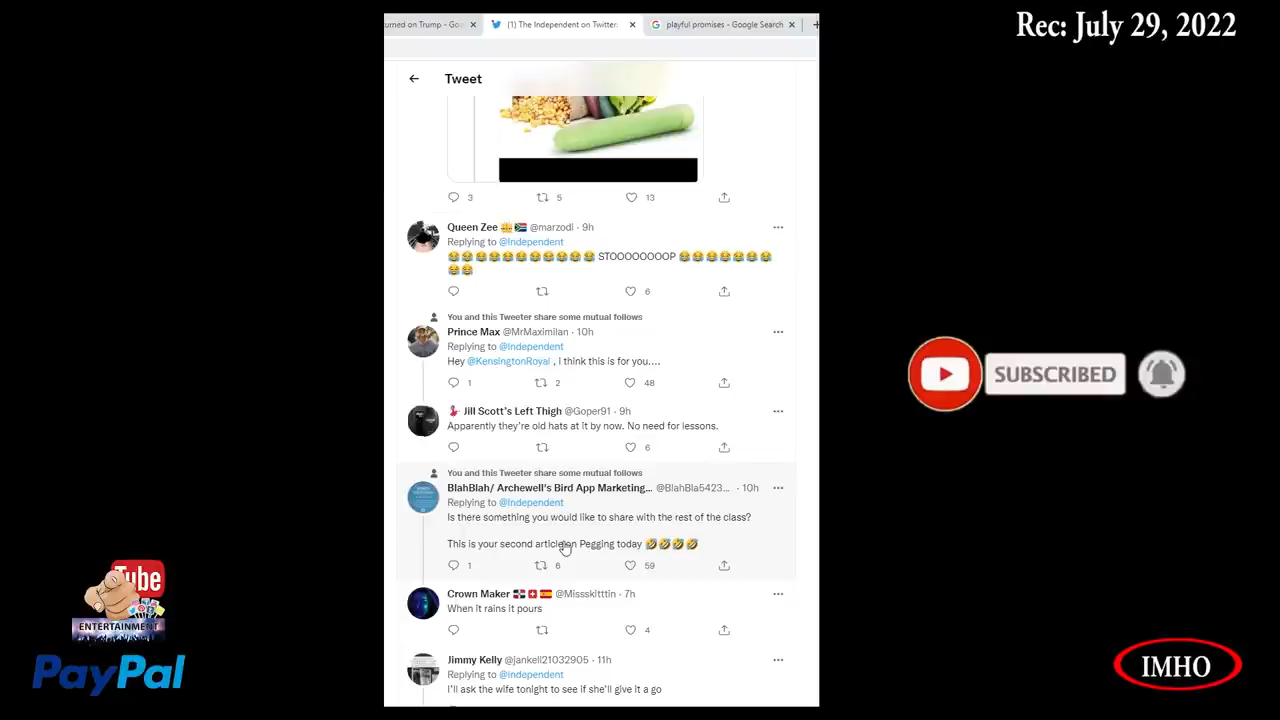 Rec: July 29, 2022
urned on Trump - Go
(1) The Independent on Twitter:
playful promises - Google Search
Tweet
3
5
13
Queen Zee 👑🇿🇦 @marzodi · 9h
Replying to @Independent
😂😂😂😂😂😂😂😂😂😂😂 STOOOOOOOOP 😂😂😂😂😂😂😂
😂😂
6
You and this Tweeter share some mutual follows
Prince Max @MrMaximilan · 10h
Replying to @Independent
Hey @KensingtonRoyal , I think this is for you....
1
2
48
Jill Scott's Left Thigh @Goper91 · 9h
Apparently they're old hats at it by now. No need for lessons.
6
You and this Tweeter share some mutual follows
BlahBlah/ Archewell's Bird App Marketing... @BlahBla5423... · 10h
Replying to @Independent
Is there something you would like to share with the rest of the class?
This is your second article on Pegging today 🤣🤣🤣🤣
1
6
59
Crown Maker 🇩🇴🇨🇭🇪🇸 @Missskitttin · 7h
When it rains it pours
4
Jimmy Kelly @jankell21032905 · 11h
Replying to @Independent
I'll ask the wife tonight to see if she'll give it a go
SUBSCRIBED
Tube
ENTERTAINMENT
PayPal
IMHO